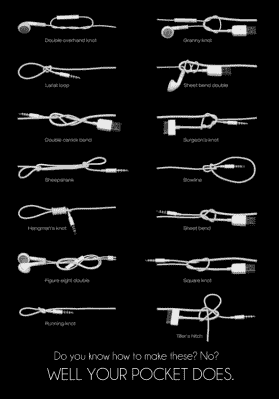 Double overhand knot
Granny knot
Lariat loop
Sheet bend double
Double carrick bend
Surgeon's knot
Sheepshank
Bowline
Hangman's knot
Sheet bend
Figure eight double
Square knot
Running knot
Tiller's hitch
Do you know how to make these? No?
WELL YOUR POCKET DOES.